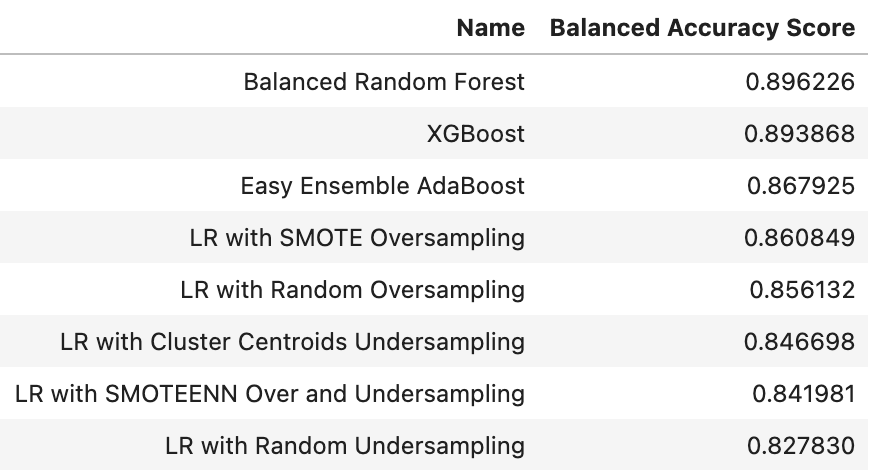 Name Balanced Accuracy Score
Balanced Random Forest 0.896226
XGBoost 0.893868
Easy Ensemble AdaBoost 0.867925
LR with SMOTE Oversampling 0.860849
LR with Random Oversampling 0.856132
LR with Cluster Centroids Undersampling 0.846698
LR with SMOTEENN Over and Undersampling 0.841981
LR with Random Undersampling 0.827830